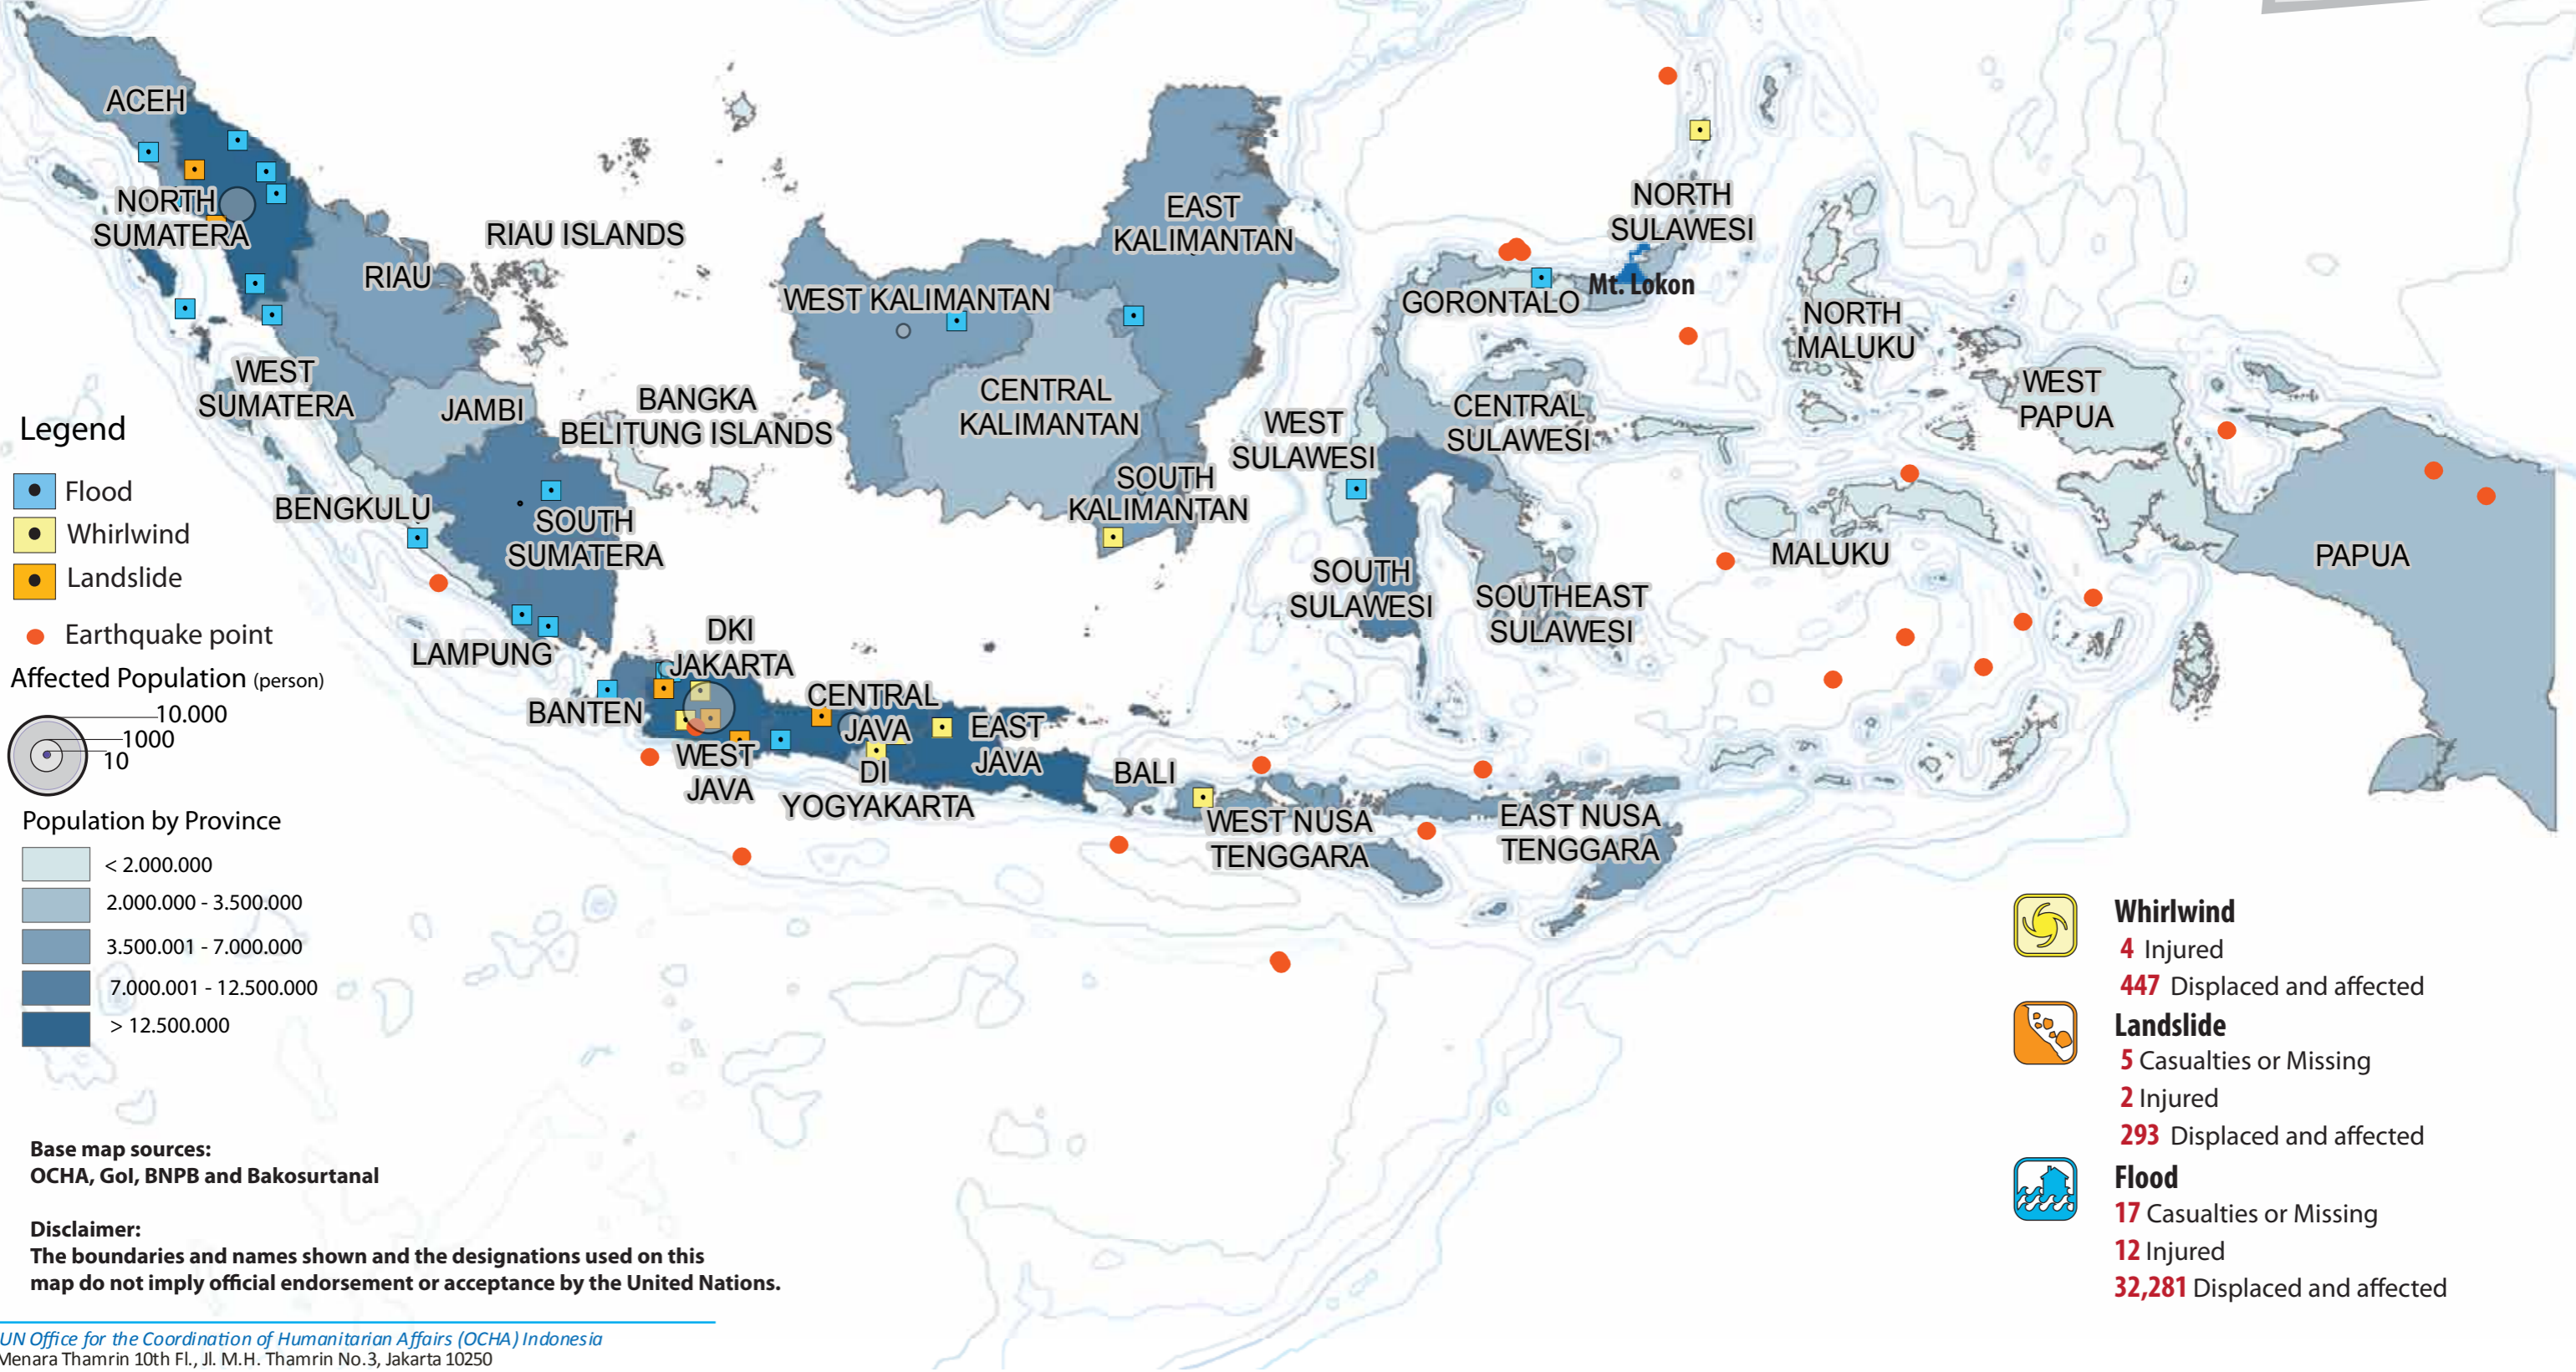 ACEH
NORTH
SUMATERA
RIAU
RIAU ISLANDS
WEST
SUMATERA
JAMBI
BANGKA
BELITUNG ISLANDS
BENGKULU
SOUTH
SUMATERA
LAMPUNG
DKI
JAKARTA
BANTEN
WEST
JAVA
CENTRAL
JAVA
DI
YOGYAKARTA
EAST
JAVA
BALI
WEST NUSA
TENGGARA
EAST NUSA
TENGGARA
WEST KALIMANTAN
CENTRAL
KALIMANTAN
EAST
KALIMANTAN
SOUTH
KALIMANTAN
WEST
SULAWESI
SOUTH
SULAWESI
CENTRAL
SULAWESI
SOUTHEAST
SULAWESI
GORONTALO
NORTH
SULAWESI
Mt. Lokon
NORTH
MALUKU
MALUKU
WEST
PAPUA
PAPUA
Legend
Flood
Whirlwind
Landslide
Earthquake point
Affected Population (person)
10.000
1000
10
Population by Province
< 2.000.000
2.000.000 - 3.500.000
3.500.001 - 7.000.000
7.000.001 - 12.500.000
> 12.500.000
Whirlwind
4 Injured
447 Displaced and affected
Landslide
5 Casualties or Missing
2 Injured
293 Displaced and affected
Flood
17 Casualties or Missing
12 Injured
32,281 Displaced and affected
Base map sources:
OCHA, GoI, BNPB and Bakosurtanal
Disclaimer:
The boundaries and names shown and the designations used on this
map do not imply official endorsement or acceptance by the United Nations.
UN Office for the Coordination of Humanitarian Affairs (OCHA) Indonesia
Menara Thamrin 10th Fl., Jl. M.H. Thamrin No.3, Jakarta 10250